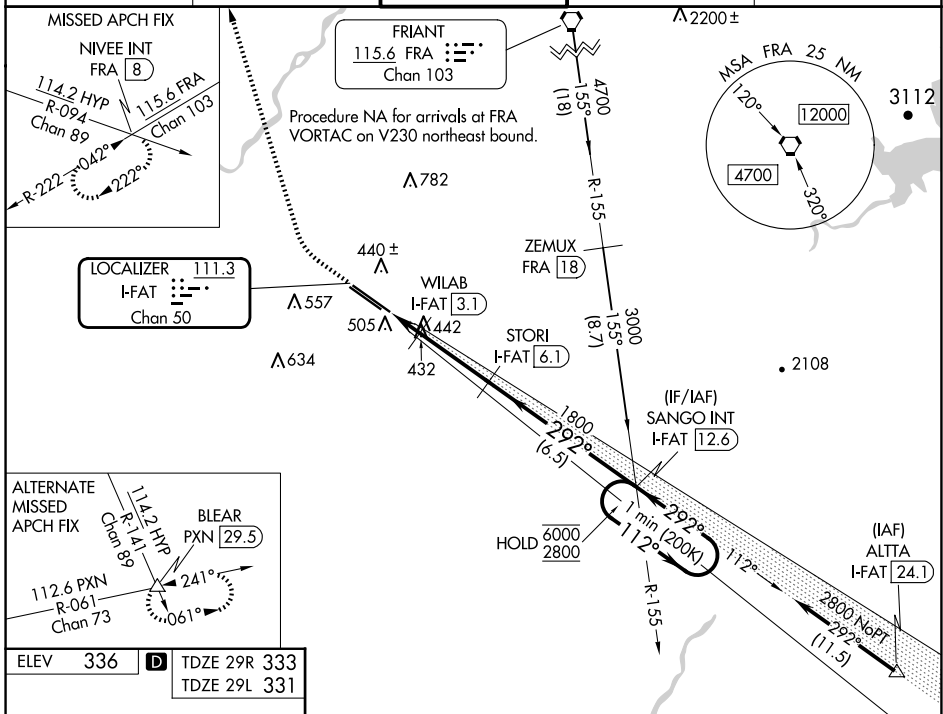 MISSED APCH FIX
NIVEE INT
FRA 8
114.2 HYP
R-094
Chan 89
115.6 FRA
Chan 103
R-222
042°
222°
FRIANT
115.6 FRA
Chan 103
Procedure NA for arrivals at FRA
VORTAC on V230 northeast bound.
2200 ±
4700
155°
(18)
R-155
MSA FRA 25 NM
120°
12000
4700
320°
3112
782
ZEMUX
FRA 18
440 ±
LOCALIZER 111.3
I-FAT
Chan 50
557
505
WILAB
I-FAT 3.1
442
432
634
STORI
I-FAT 6.1
3000
155°
(8.7)
2108
1800
292°
(6.5)
(IF/IAF)
SANGO INT
I-FAT 12.6
HOLD 6000
2800
1 min (200K)
292°
112°
112°
R-155
(IAF)
ALTTA
I-FAT 24.1
2800 NoPT
292°
(11.5)
ALTERNATE
MISSED
APCH FIX
114.2 HYP
R-141
Chan 89
BLEAR
PXN 29.5
112.6 PXN
R-061
Chan 73
241°
061°
ELEV 336
D
TDZE 29R 333
TDZE 29L 331